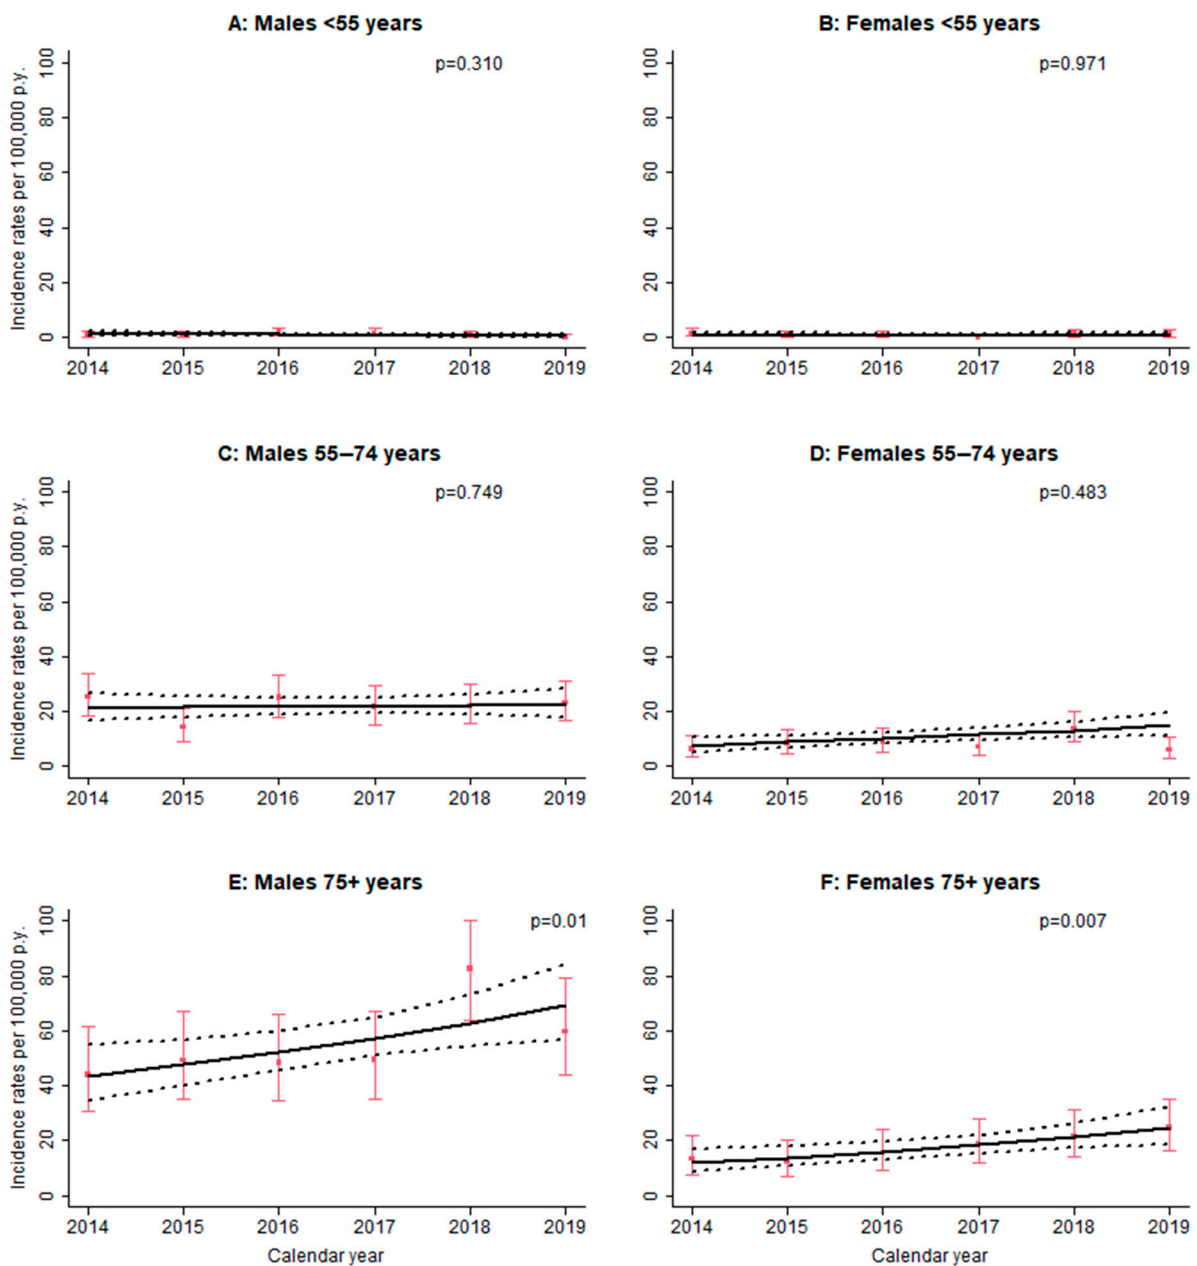 A: Males <55 years
B: Females <55 years
p=0.310
p=0.971
Incidence rates per 100,000 p.y.
100
80
60
40
20
0
100
80
60
40
20
0
2014 2015 2016 2017 2018 2019
2014 2015 2016 2017 2018 2019
C: Males 55–74 years
D: Females 55–74 years
p=0.749
p=0.483
Incidence rates per 100,000 p.y.
100
80
60
40
20
0
100
80
60
40
20
0
2014 2015 2016 2017 2018 2019
2014 2015 2016 2017 2018 2019
E: Males 75+ years
F: Females 75+ years
p=0.01
p=0.007
Incidence rates per 100,000 p.y.
100
80
60
40
20
0
100
80
60
40
20
0
2014 2015 2016 2017 2018 2019
2014 2015 2016 2017 2018 2019
Calendar year
Calendar year